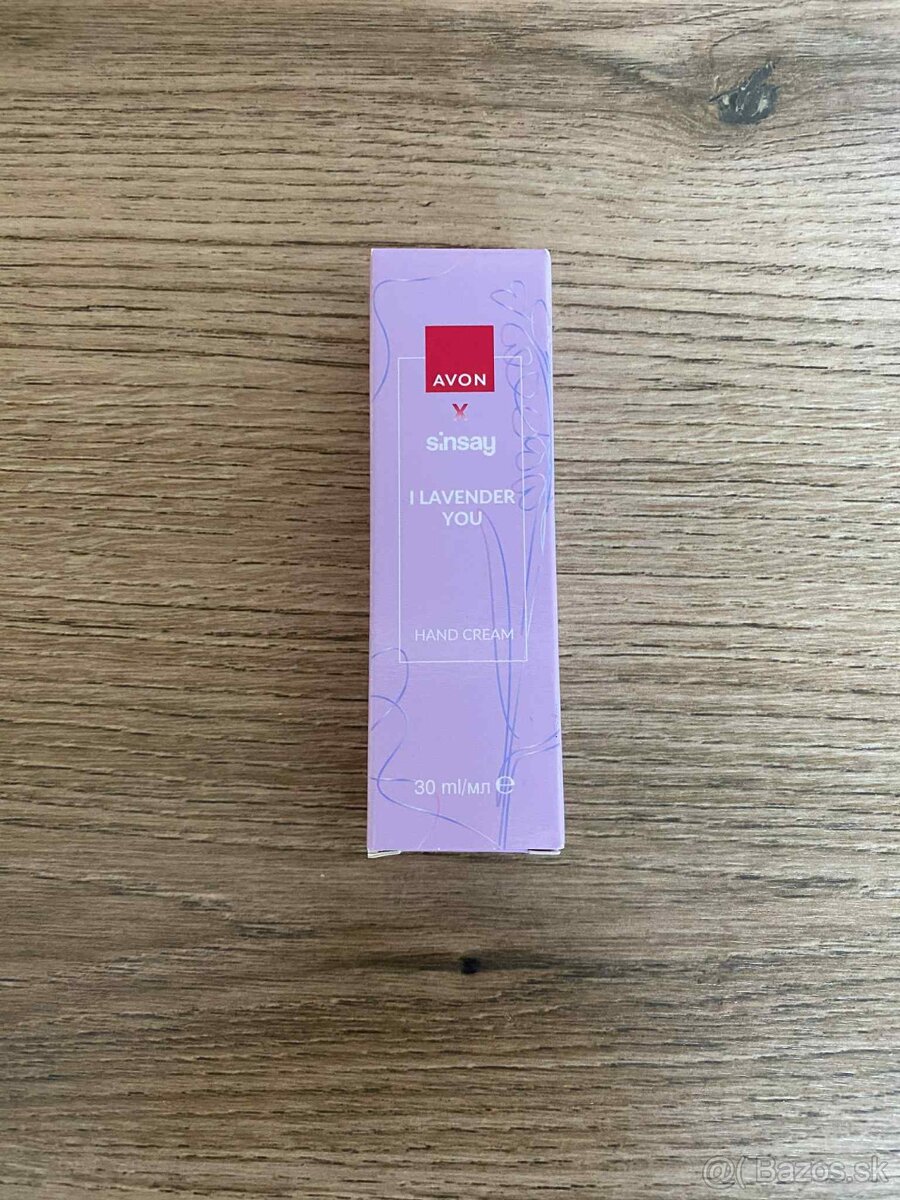 AVON
X
sinsay
I LAVENDER
YOU
HAND CREAM
30 ml/мл ℮
@( Bazos.sk